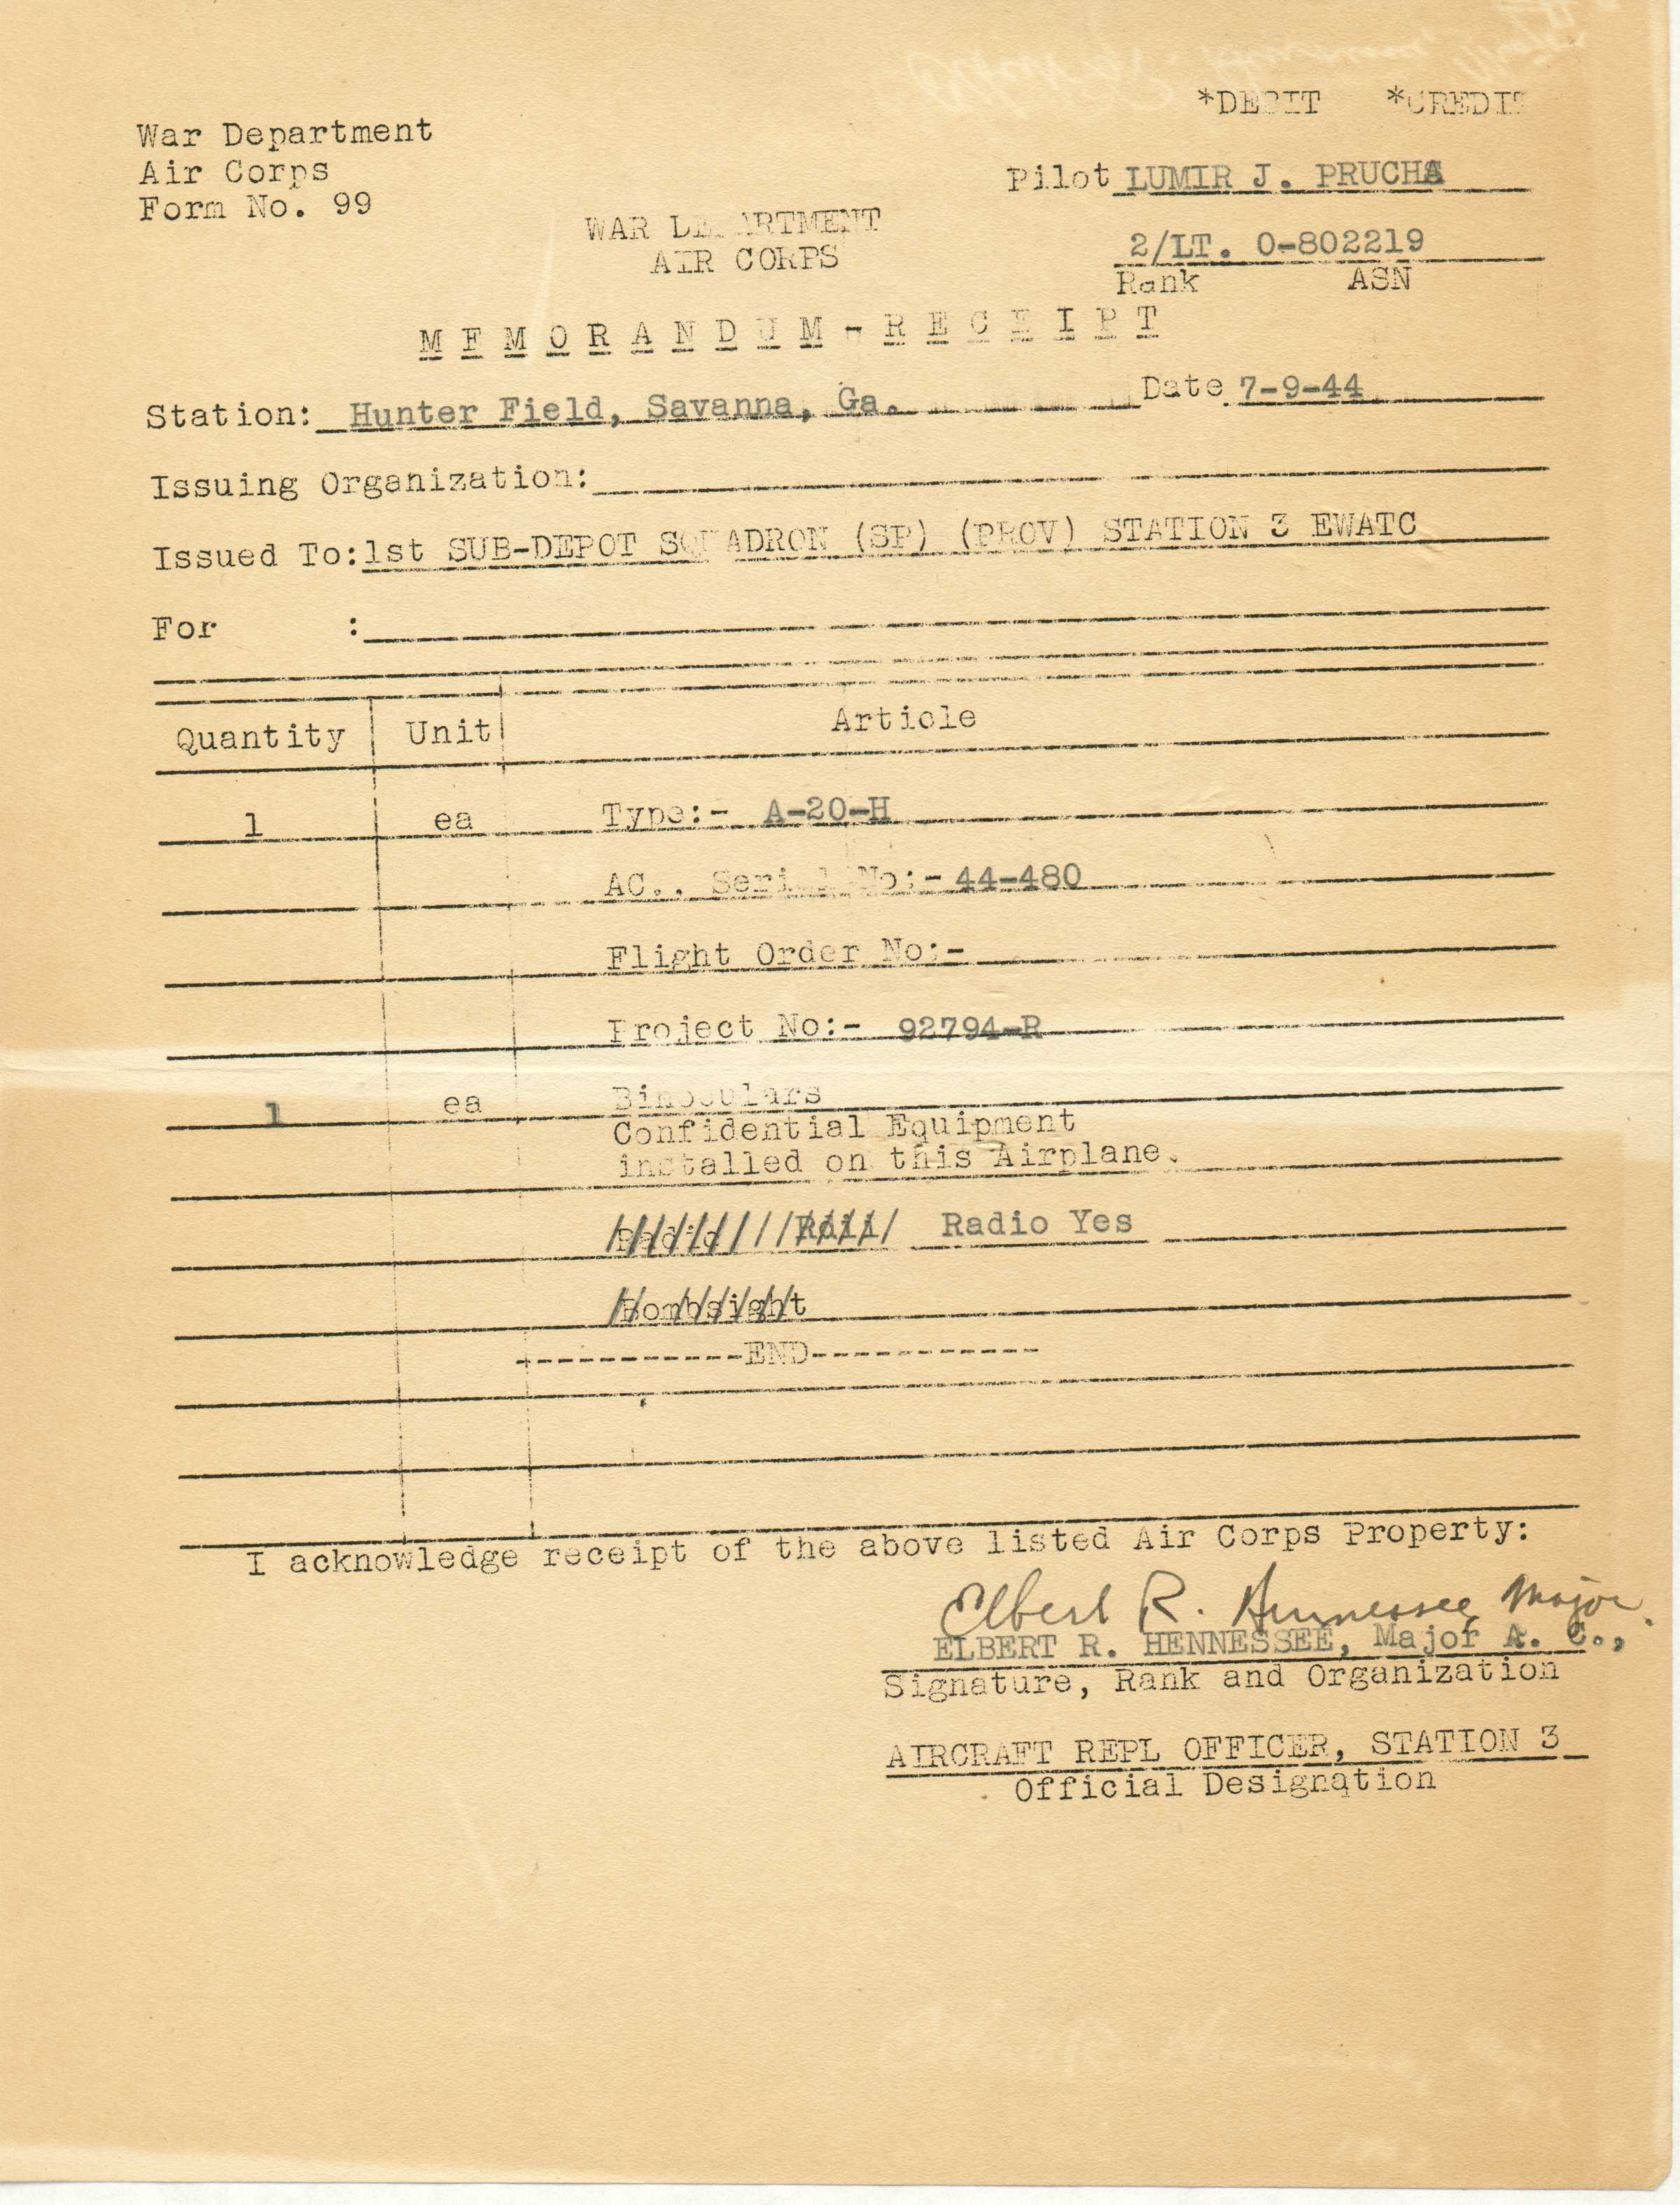 *DEBIT *CREDIT
War Department
Air Corps
Form No. 99
Pilot LUMIR J. PRUCHA
WAR DEPARTMENT
AIR CORPS
2/LT. O-802219
Rank ASN
MEMORANDUM-RECEIPT
Station: Hunter Field, Savanna, Ga. Date 7-9-44
Issuing Organization:
Issued To:1st SUB-DEPOT SQUADRON (SP) (PROV) STATION 3 EWATC
For :
Quantity Unit Article
1 ea Type:- A-20-H
AC.. Serial No:- 44-480
Flight Order No:-
Project No:- 92794-R
1 ea Binoculars
Confidential Equipment
installed on this Airplane.
Radio Yes
Bombsight
------------END------------
I acknowledge receipt of the above listed Air Corps Property:
Elbert R. Hennessee Major
ELBERT R. HENNESSEE, Major A. C.,
Signature, Rank and Organization
AIRCRAFT REPL OFFICER, STATION 3
Official Designation